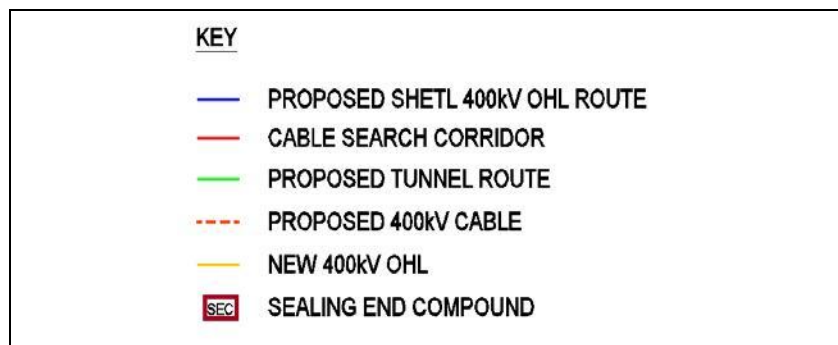 KEY
PROPOSED SHETL 400kV OHL ROUTE
CABLE SEARCH CORRIDOR
PROPOSED TUNNEL ROUTE
PROPOSED 400kV CABLE
NEW 400kV OHL
SEC SEALING END COMPOUND